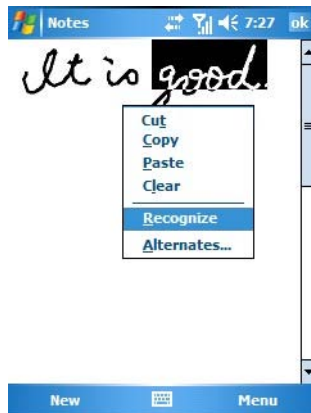 Notes 7:27 ok
It is good.
Cut
Copy
Paste
Clear
Recognize
Alternates...
New Menu